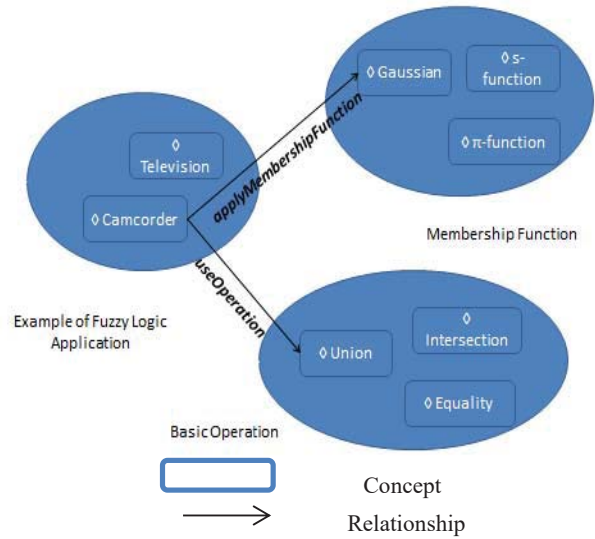 ◊ Gaussian
◊ s-
function
◊ π-function
Membership Function
◊
Television
◊ Camcorder
Example of Fuzzy Logic
Application
applyMembershipFunction
useOperation
◊ Union
◊
Intersection
◊ Equality
Basic Operation
Concept
Relationship